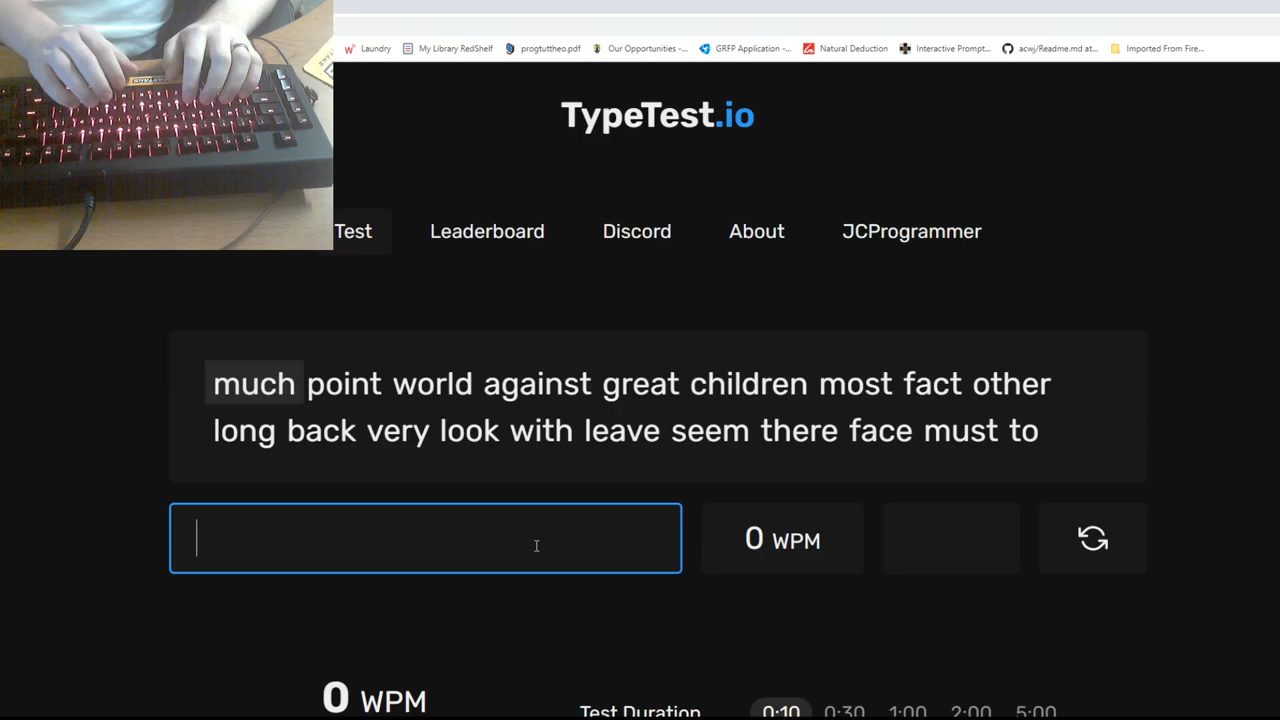 Laundry My Library RedShelf progtuttheo.pdf Our Opportunities -... GRFP Application -... Natural Deduction Interactive Prompt... acwj/Readme.md at... Imported From Fire...
TypeTest.io
Test Leaderboard Discord About JCProgrammer
much point world against great children most fact other
long back very look with leave seem there face must to
0 WPM
0 WPM
Test Duration 0:10 0:30 1:00 2:00 5:00